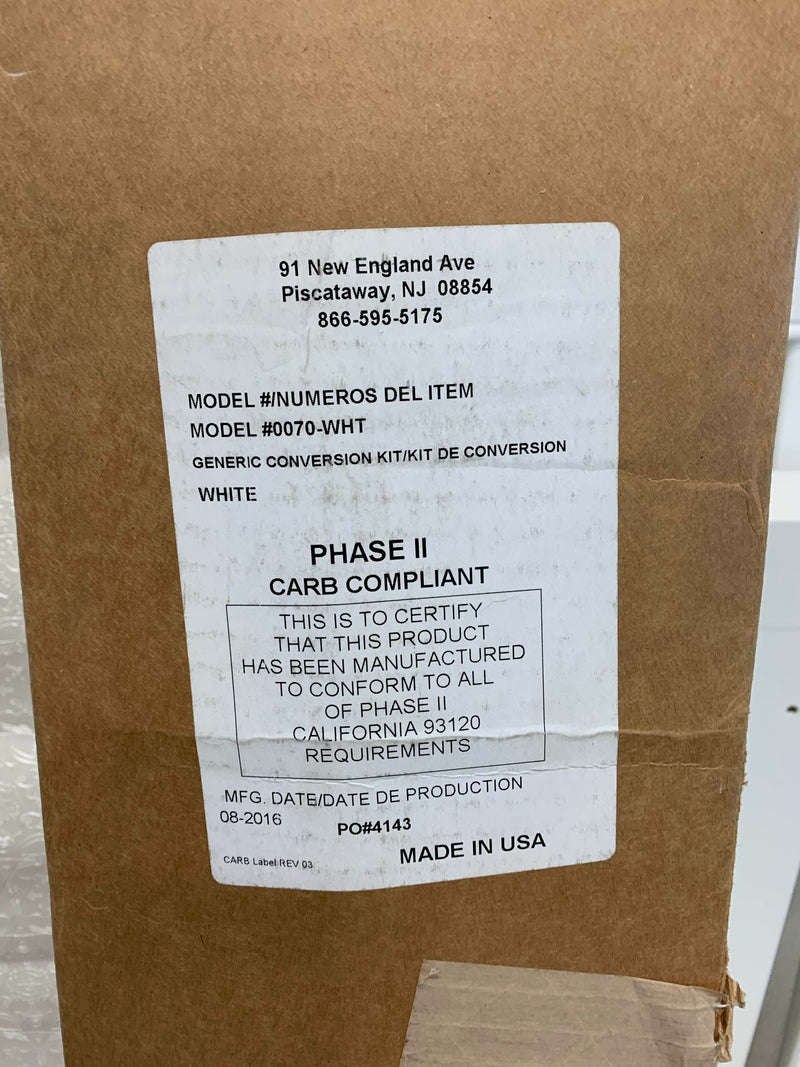 91 New England Ave
Piscataway, NJ 08854
866-595-5175
MODEL #/NUMEROS DEL ITEM
MODEL #0070-WHT
GENERIC CONVERSION KIT/KIT DE CONVERSION
WHITE
PHASE II
CARB COMPLIANT
THIS IS TO CERTIFY
THAT THIS PRODUCT
HAS BEEN MANUFACTURED
TO CONFORM TO ALL
OF PHASE II
CALIFORNIA 93120
REQUIREMENTS
MFG. DATE/DATE DE PRODUCTION
08-2016
PO#4143
CARB Label REV 03
MADE IN USA